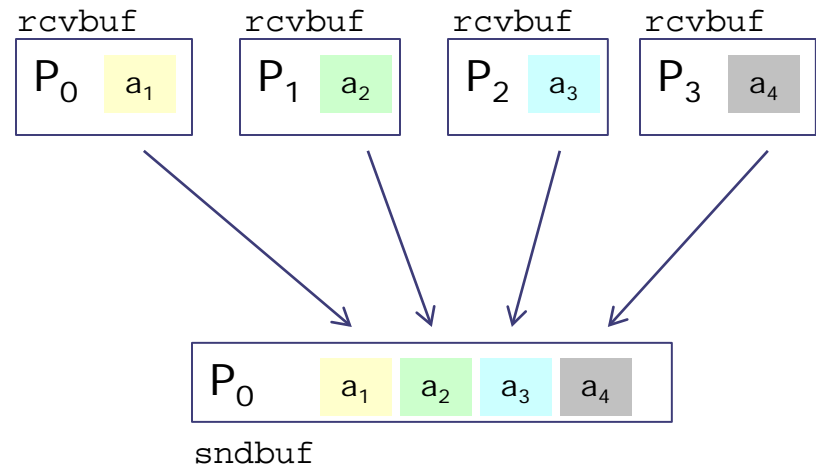 rcvbuf rcvbuf rcvbuf rcvbuf
P₀ a₁ P₁ a₂ P₂ a₃ P₃ a₄
P₀ a₁ a₂ a₃ a₄
sndbuf